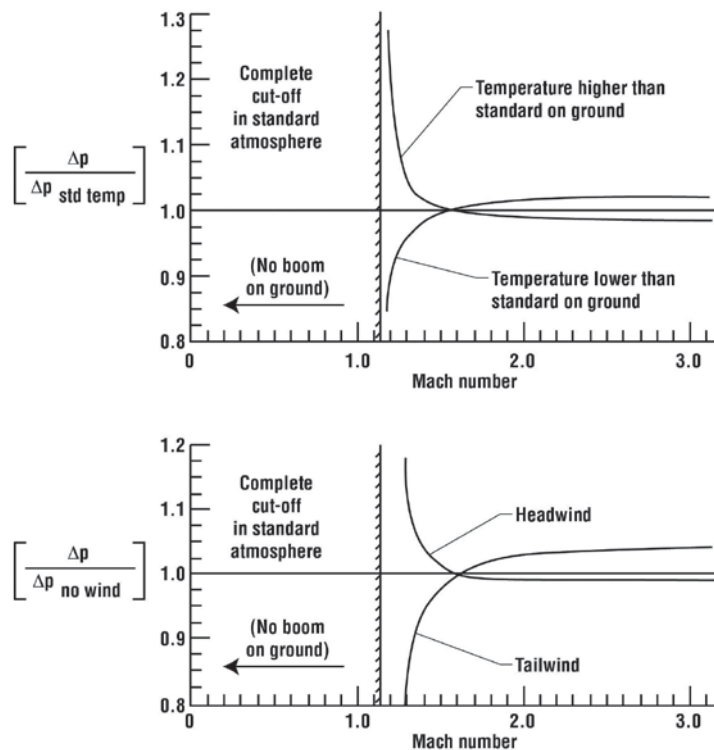 1.3
1.2
1.1
1.0
0.9
0.8
Complete
cut-off
in standard
atmosphere
Temperature higher than
standard on ground
Δp
Δp std temp
(No boom
on ground)
Temperature lower than
standard on ground
0
1.0
2.0
3.0
Mach number
1.2
1.1
1.0
0.9
0.8
Complete
cut-off
in standard
atmosphere
Headwind
Δp
Δp no wind
(No boom
on ground)
Tailwind
0
1.0
2.0
3.0
Mach number